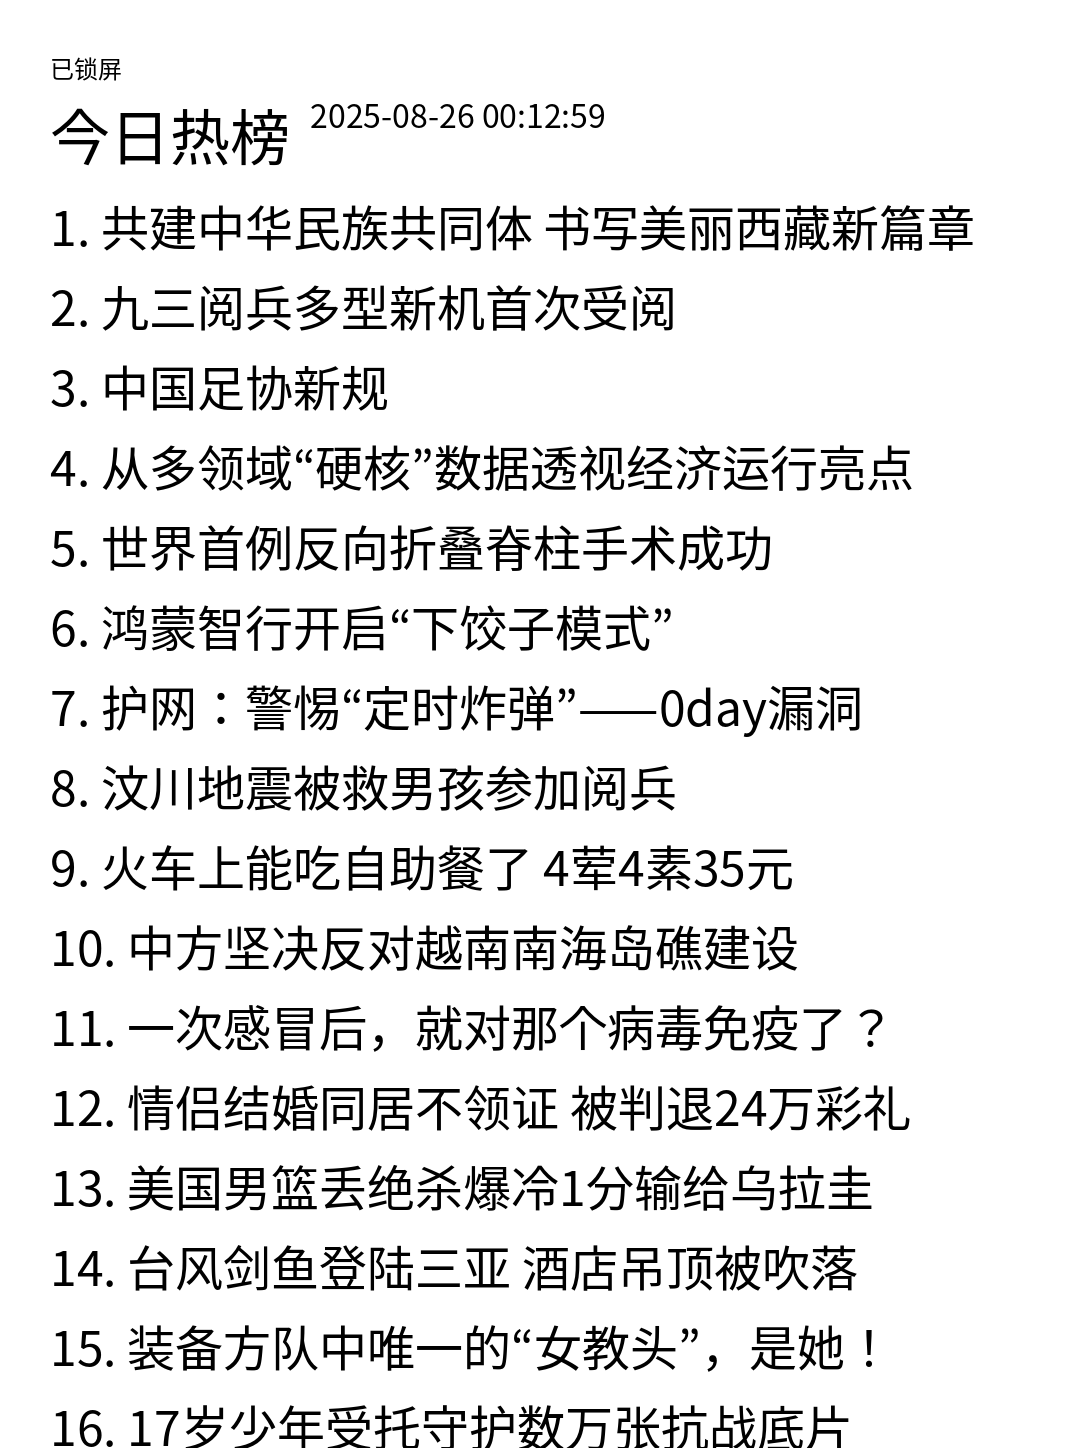 已锁屏
今日热榜 2025-08-26 00:12:59
1. 共建中华民族共同体 书写美丽西藏新篇章
2. 九三阅兵多型新机首次受阅
3. 中国足协新规
4. 从多领域“硬核”数据透视经济运行亮点
5. 世界首例反向折叠脊柱手术成功
6. 鸿蒙智行开启“下饺子模式”
7. 护网：警惕“定时炸弹”——0day漏洞
8. 汶川地震被救男孩参加阅兵
9. 火车上能吃自助餐了 4荤4素35元
10. 中方坚决反对越南南海岛礁建设
11. 一次感冒后，就对那个病毒免疫了？
12. 情侣结婚同居不领证 被判退24万彩礼
13. 美国男篮丢绝杀爆冷1分输给乌拉圭
14. 台风剑鱼登陆三亚 酒店吊顶被吹落
15. 装备方队中唯一的“女教头”，是她！
16. 17岁少年受托守护数万张抗战底片